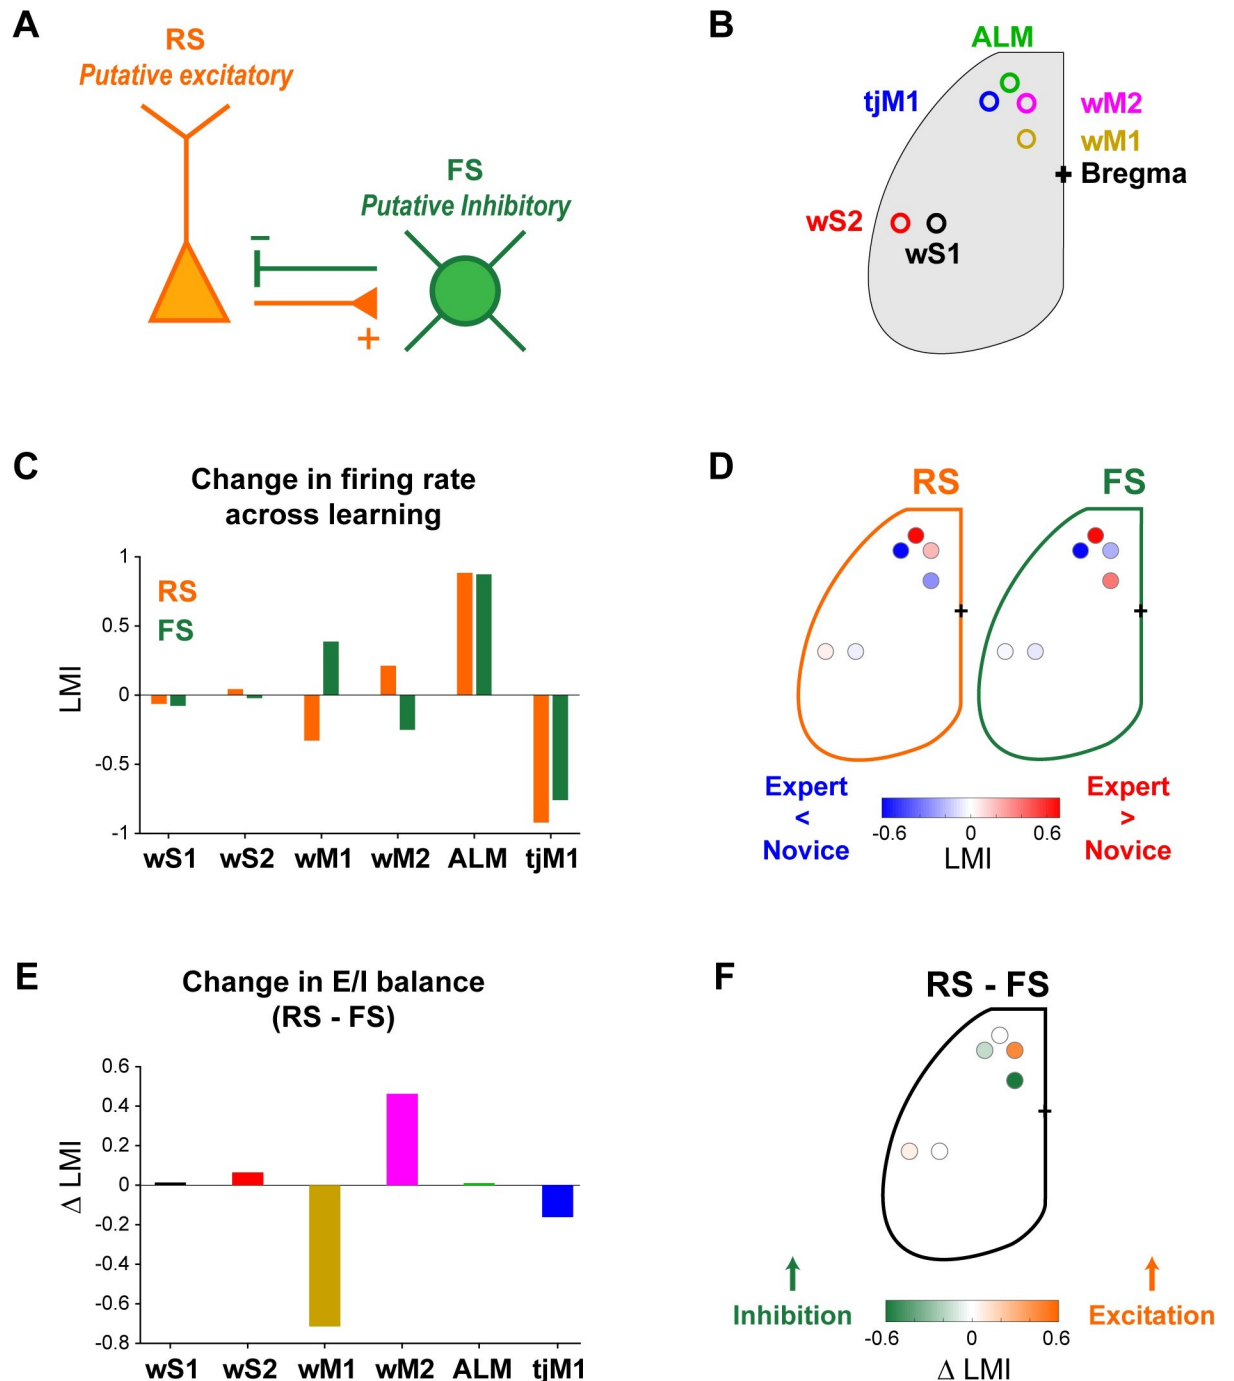 A
RS
Putative excitatory
FS
Putative Inhibitory
−
+
B
ALM
tjM1
wM2
wM1
Bregma
wS2
wS1
C
Change in firing rate
across learning
RS
FS
LMI
1
0.5
0
-0.5
-1
wS1 wS2 wM1 wM2 ALM tjM1
D
RS FS
Expert
<
Novice
-0.6 0 0.6
LMI
Expert
>
Novice
E
Change in E/I balance
(RS - FS)
Δ LMI
0.6
0.4
0.2
0
-0.2
-0.4
-0.6
-0.8
wS1 wS2 wM1 wM2 ALM tjM1
F
RS - FS
Inhibition
Excitation
-0.6 0 0.6
Δ LMI